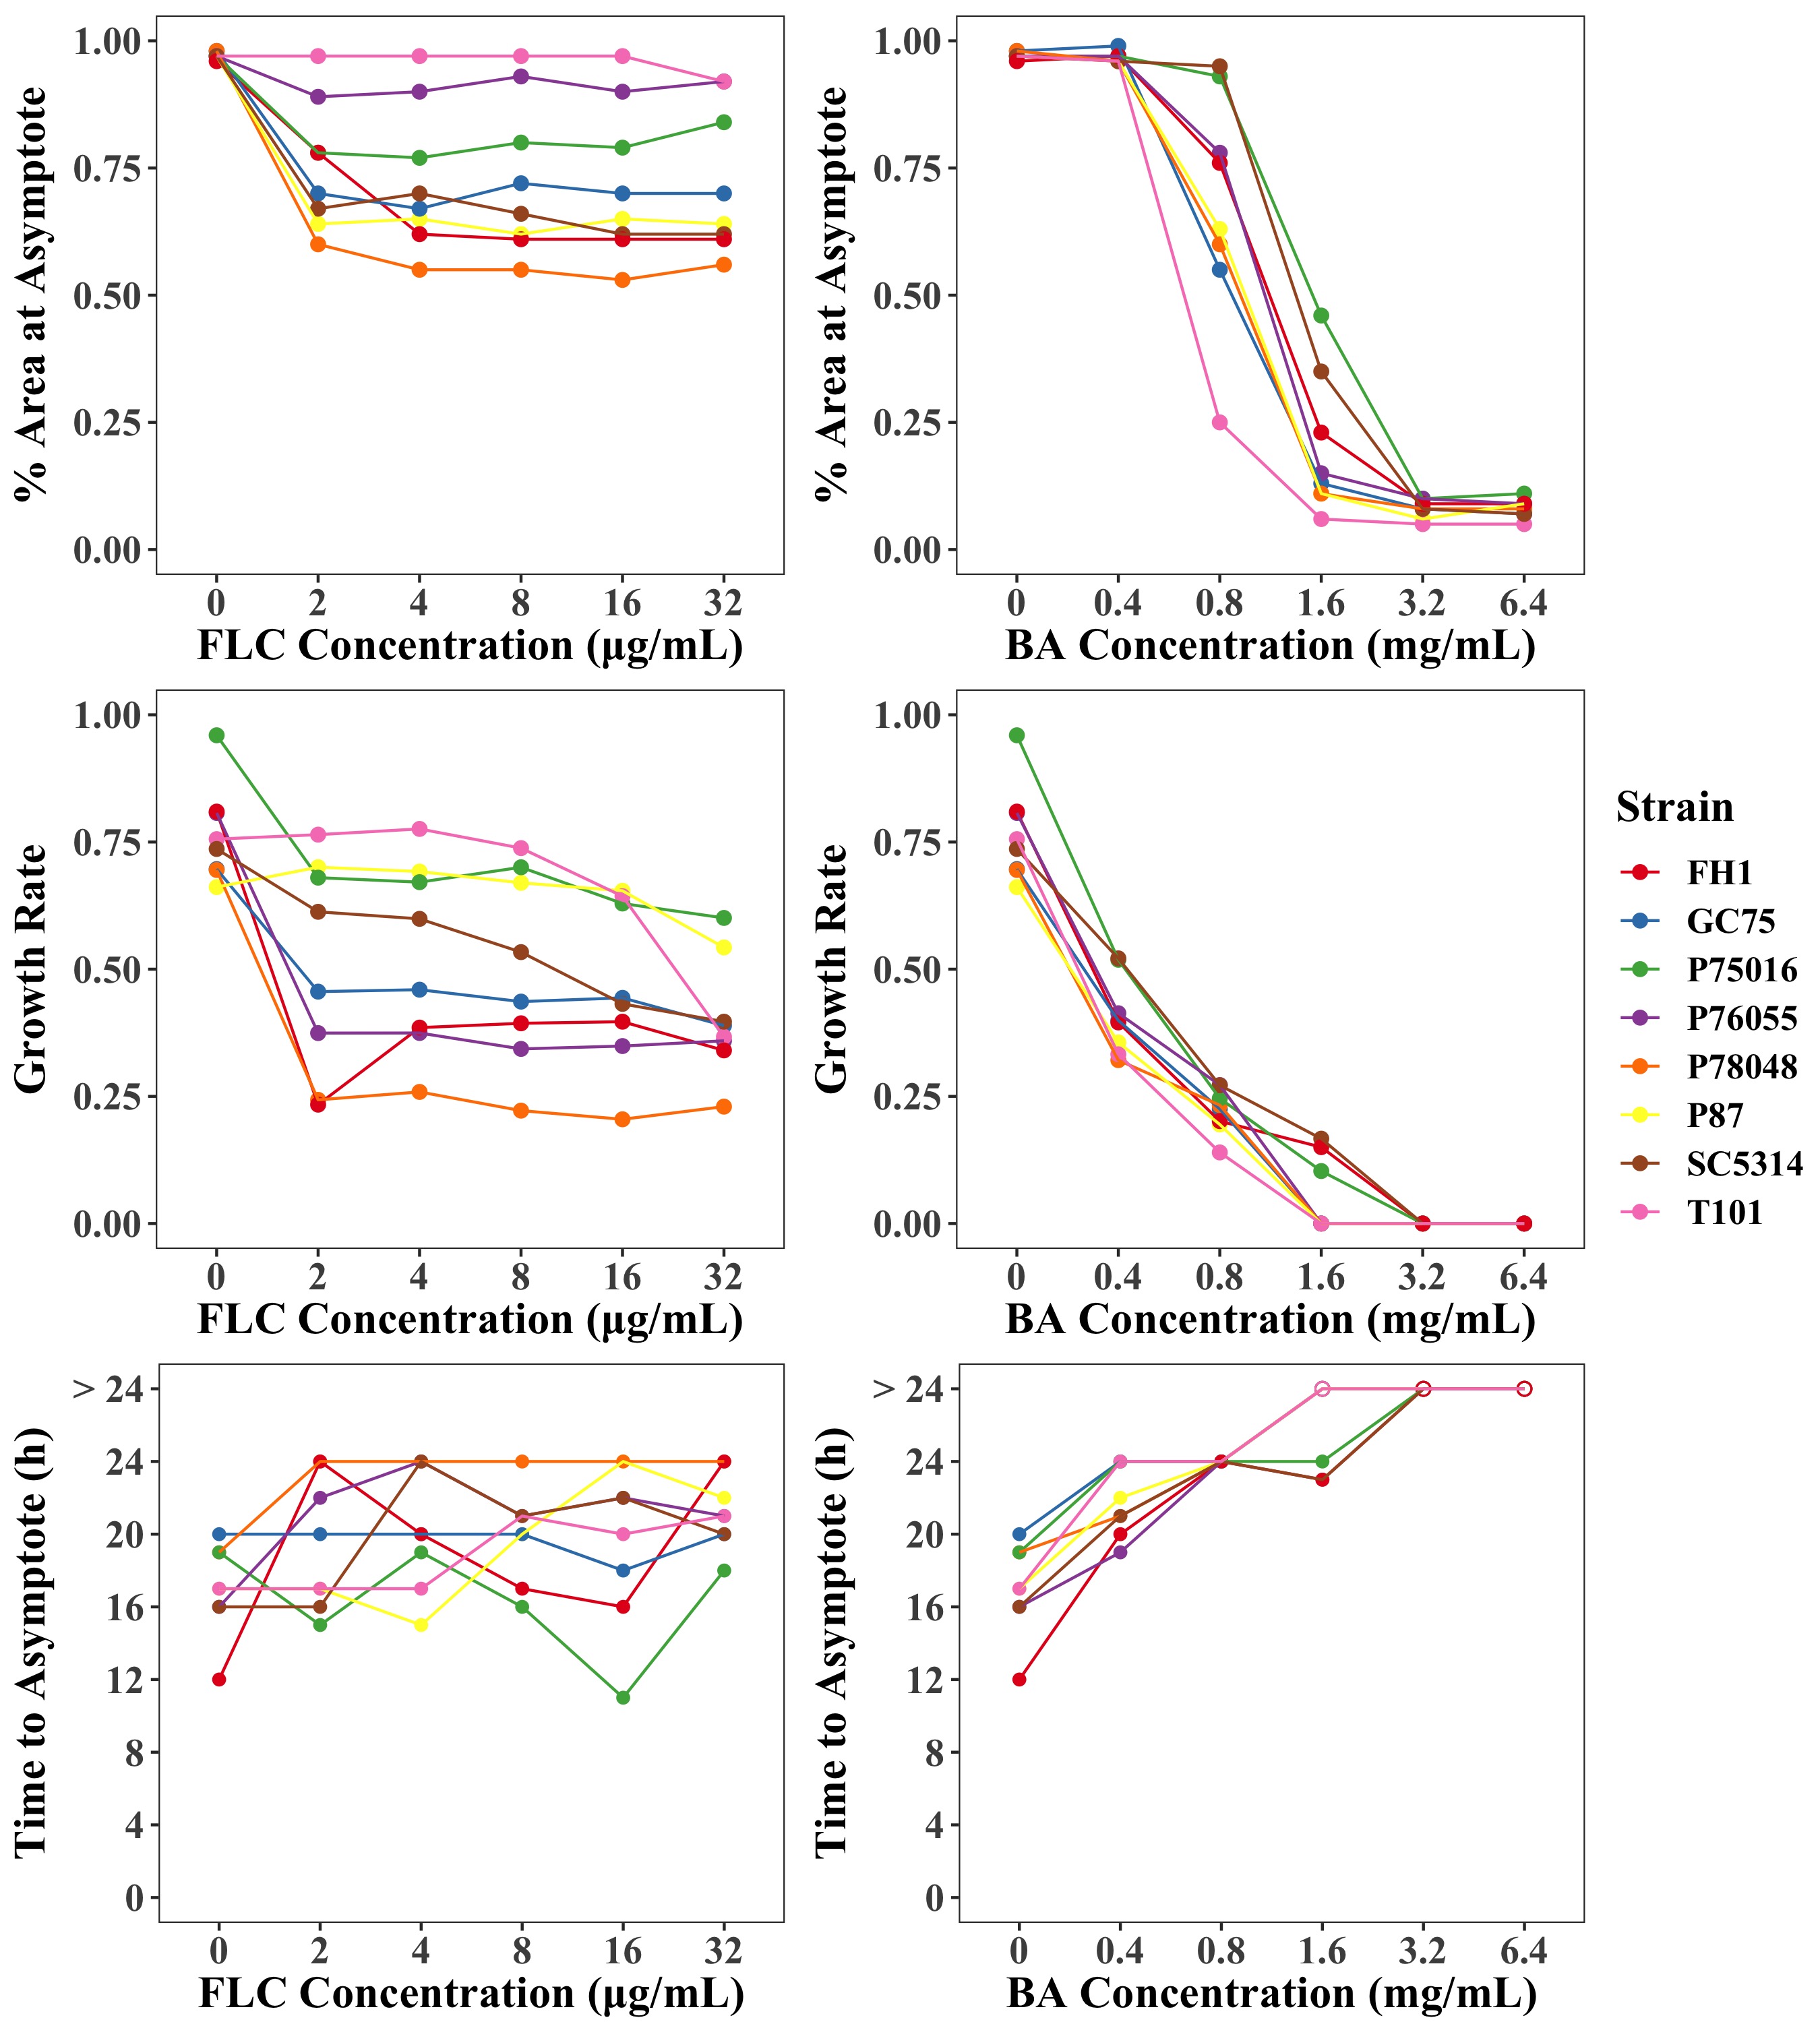 % Area at Asymptote
1.00
0.75
0.50
0.25
0.00
0 2 4 8 16 32
FLC Concentration (μg/mL)
% Area at Asymptote
1.00
0.75
0.50
0.25
0.00
0 0.4 0.8 1.6 3.2 6.4
BA Concentration (mg/mL)
Growth Rate
1.00
0.75
0.50
0.25
0.00
0 2 4 8 16 32
FLC Concentration (μg/mL)
Growth Rate
1.00
0.75
0.50
0.25
0.00
0 0.4 0.8 1.6 3.2 6.4
BA Concentration (mg/mL)
Strain
FH1
GC75
P75016
P76055
P78048
P87
SC5314
T101
Time to Asymptote (h)
> 24
24
20
16
12
8
4
0
0 2 4 8 16 32
FLC Concentration (μg/mL)
Time to Asymptote (h)
> 24
24
20
16
12
8
4
0
0 0.4 0.8 1.6 3.2 6.4
BA Concentration (mg/mL)